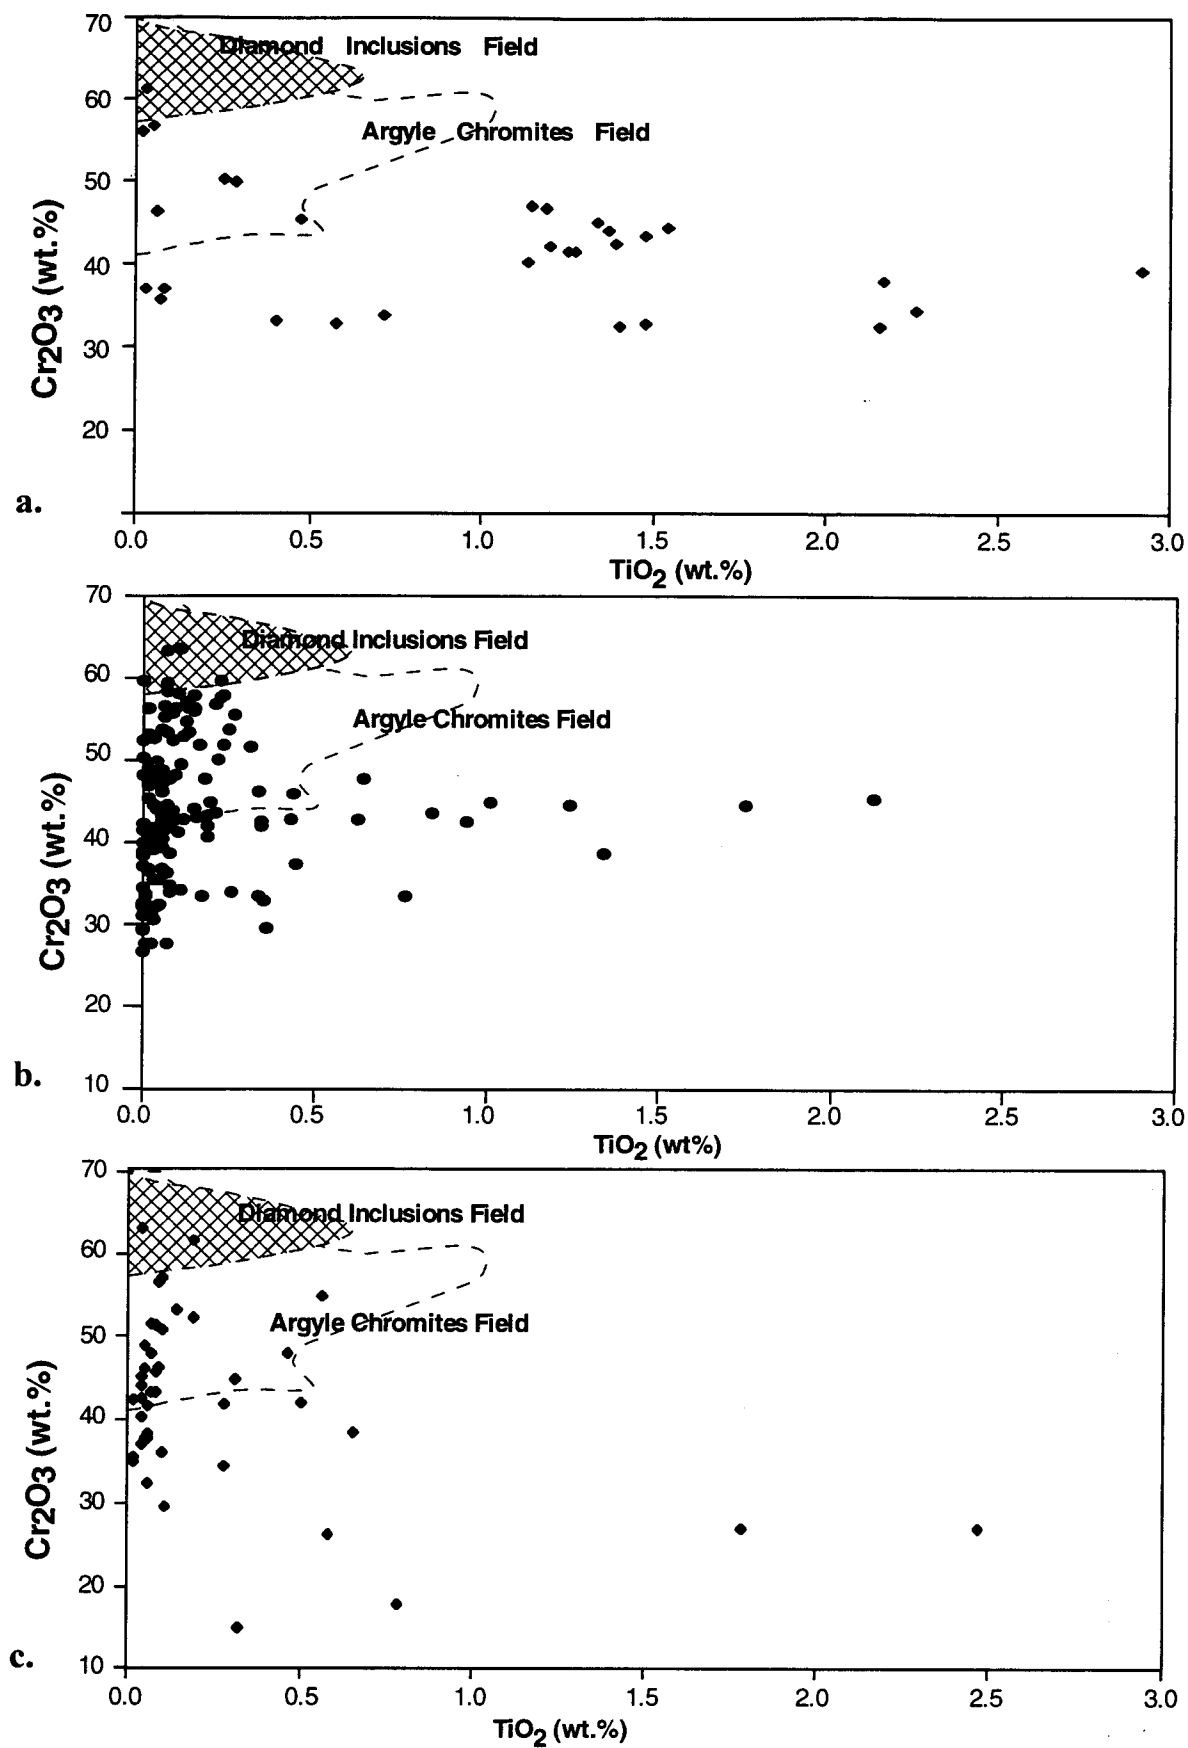 70
Diamond Inclusions Field
60
Argyle Chromites Field
50
40
30
20
Cr2O3 (wt.%)
a.
0.0 0.5 1.0 1.5 2.0 2.5 3.0
TiO2 (wt.%)
70
Diamond Inclusions Field
60
Argyle Chromites Field
50
40
30
20
10
Cr2O3 (wt.%)
b.
0.0 0.5 1.0 1.5 2.0 2.5 3.0
TiO2 (wt%)
70
Diamond Inclusions Field
60
Argyle Chromites Field
50
40
30
20
10
Cr2O3 (wt.%)
c.
0.0 0.5 1.0 1.5 2.0 2.5 3.0
TiO2 (wt.%)